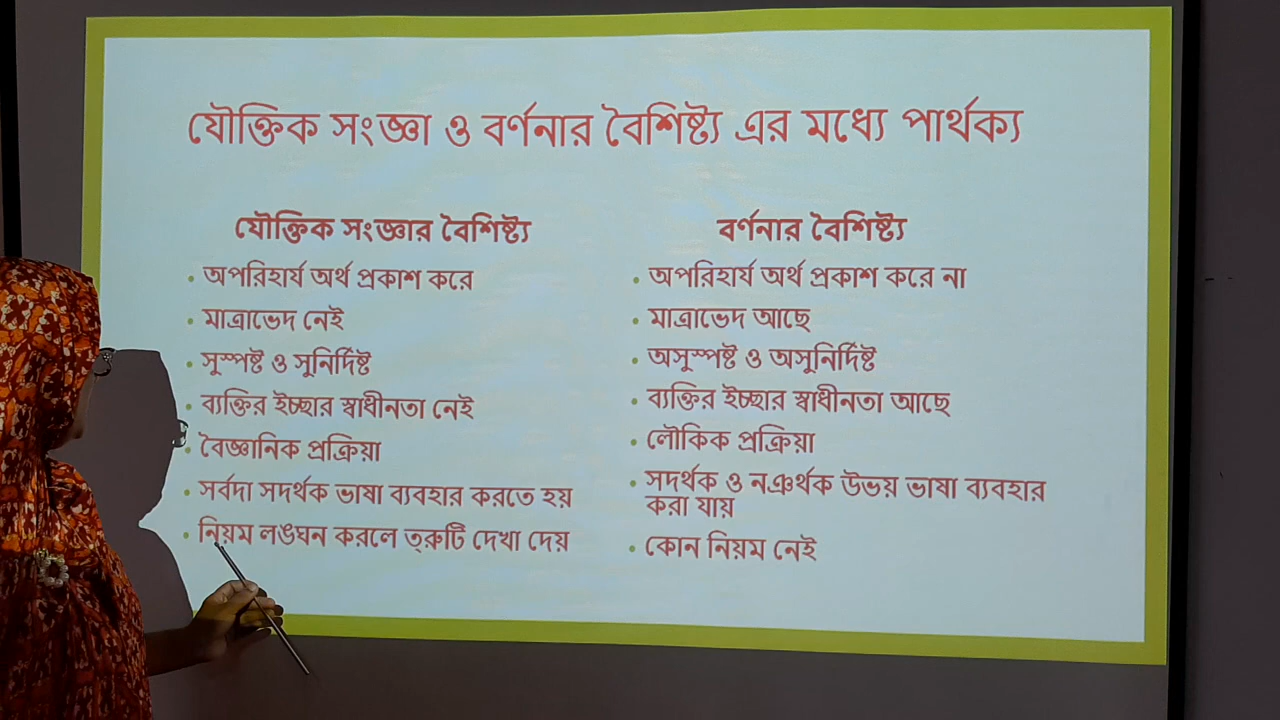 যৌক্তিক সংজ্ঞা ও বর্ণনার বৈশিষ্ট্য এর মধ্যে পার্থক্য
যৌক্তিক সংজ্ঞার বৈশিষ্ট্য
• অপরিহার্য অর্থ প্রকাশ করে
• মাত্রাভেদ নেই
• সুস্পষ্ট ও সুনির্দিষ্ট
• ব্যক্তির ইচ্ছার স্বাধীনতা নেই
• বৈজ্ঞানিক প্রক্রিয়া
• সর্বদা সদর্থক ভাষা ব্যবহার করতে হয়
• নিয়ম লঙঘন করলে ত্রুটি দেখা দেয়
বর্ণনার বৈশিষ্ট্য
• অপরিহার্য অর্থ প্রকাশ করে না
• মাত্রাভেদ আছে
• অসুস্পষ্ট ও অসুনির্দিষ্ট
• ব্যক্তির ইচ্ছার স্বাধীনতা আছে
• লৌকিক প্রক্রিয়া
• সদর্থক ও নঞর্থক উভয় ভাষা ব্যবহার
করা যায়
• কোন নিয়ম নেই